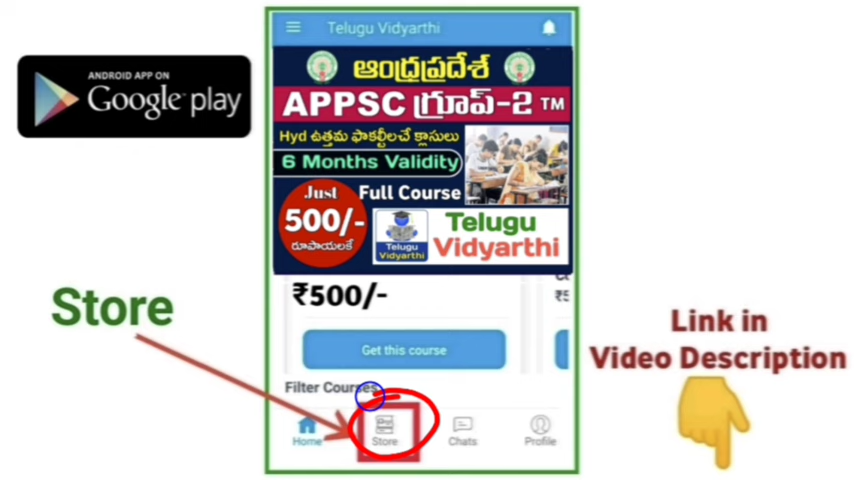 Telugu Vidyarthi
ANDROID APP ON
Google play
ఆంధ్రప్రదేశ్
APPSC గ్రూప్-2 TM
Hyd ఉత్తమ ఫాకల్టీలచే క్లాసులు
6 Months Validity
Just
Full Course
500/-
రూపాయలకే
Telugu
Vidyarthi
Telugu
Vidyarthi
₹500/-
Get this course
Store
Link in
Video Description
Filter Courses
Home
Store
Chats
Profile